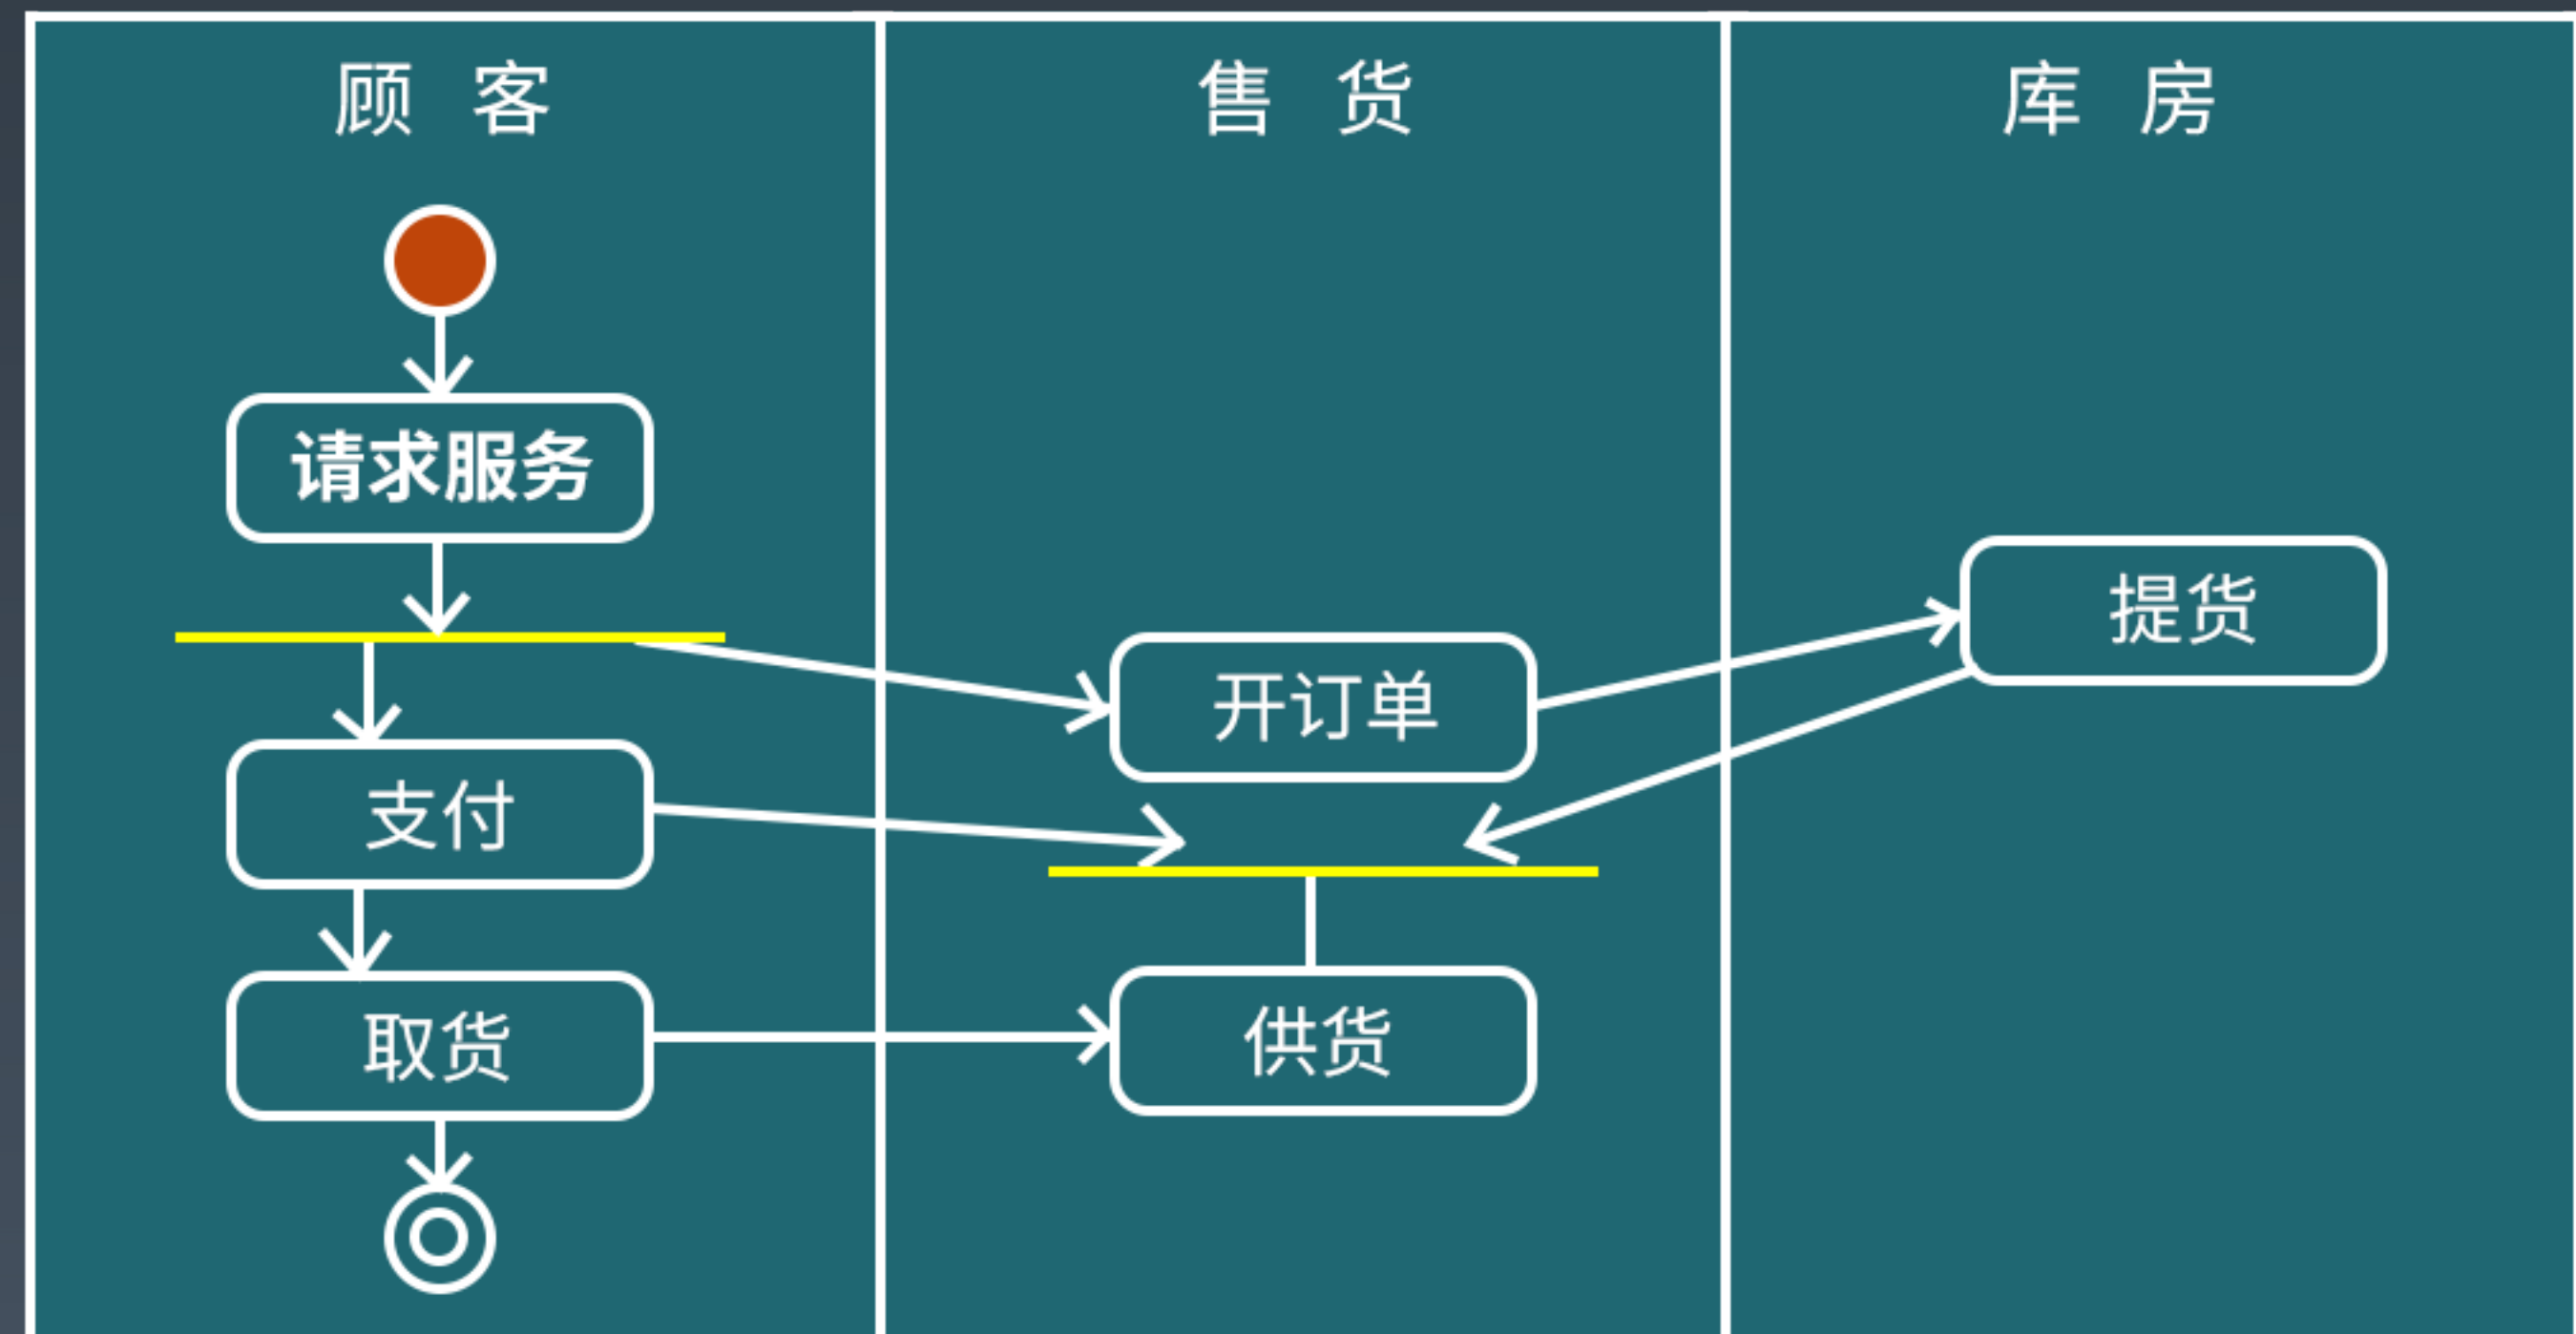 顾 客
售 货
库 房
请求服务
提货
开订单
支付
取货
供货